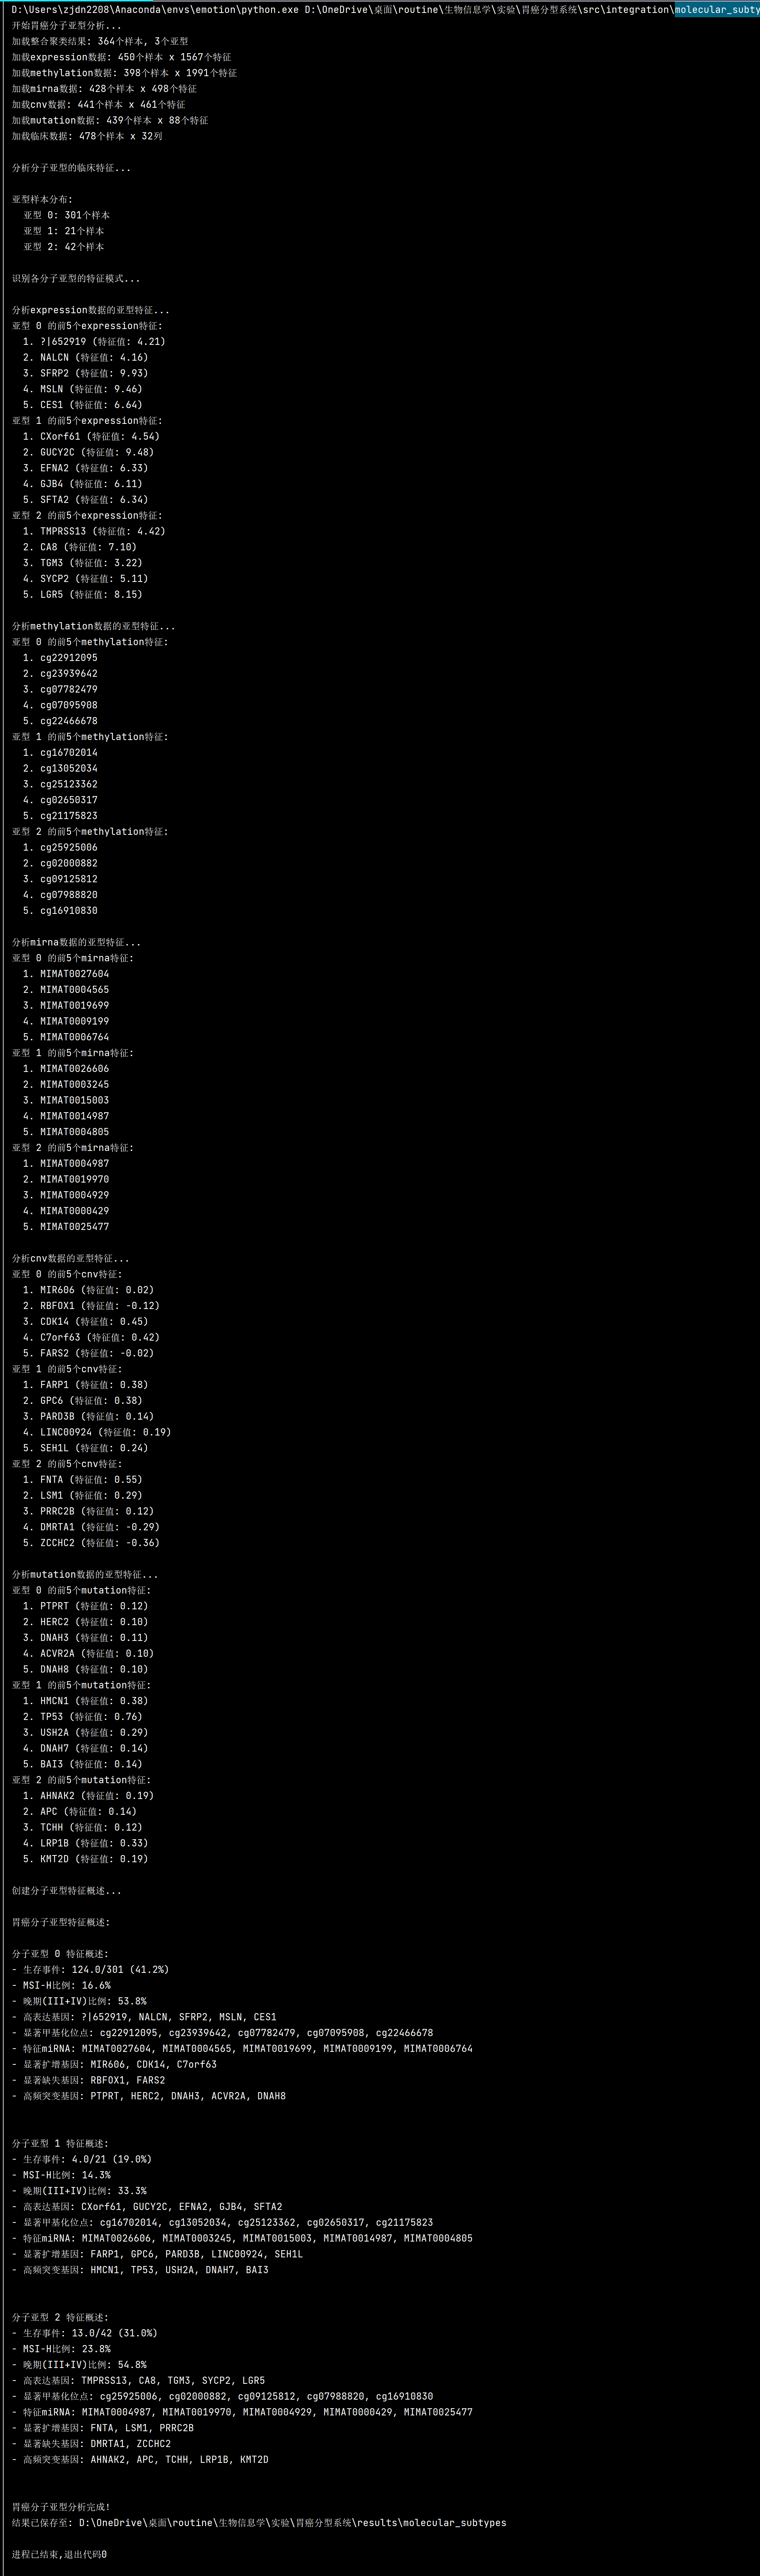 D:\Users\zjdn2208\Anaconda\envs\emotion\python.exe D:\OneDrive\桌面\routine\生物信息学\实验\胃癌分型系统\src\integration\molecular_subty
开始胃癌分子亚型分析...
加载整合聚类结果: 364个样本, 3个亚型
加载expression数据: 450个样本 x 1567个特征
加载methylation数据: 398个样本 x 1991个特征
加载mirna数据: 428个样本 x 498个特征
加载cnv数据: 441个样本 x 461个特征
加载mutation数据: 439个样本 x 88个特征
加载临床数据: 478个样本 x 32列
分析分子亚型的临床特征...
亚型样本分布:
亚型 0: 301个样本
亚型 1: 21个样本
亚型 2: 42个样本
识别各分子亚型的特征模式...
分析expression数据的亚型特征...
亚型 0 的前5个expression特征:
1. ?|652919 (特征值: 4.21)
2. NALCN (特征值: 4.16)
3. SFRP2 (特征值: 9.93)
4. MSLN (特征值: 9.46)
5. CES1 (特征值: 6.64)
亚型 1 的前5个expression特征:
1. CXorf61 (特征值: 4.54)
2. GUCY2C (特征值: 9.48)
3. EFNA2 (特征值: 6.33)
4. GJB4 (特征值: 6.11)
5. SFTA2 (特征值: 6.34)
亚型 2 的前5个expression特征:
1. TMPRSS13 (特征值: 4.42)
2. CA8 (特征值: 7.10)
3. TGM3 (特征值: 3.22)
4. SYCP2 (特征值: 5.11)
5. LGR5 (特征值: 8.15)
分析methylation数据的亚型特征...
亚型 0 的前5个methylation特征:
1. cg22912095
2. cg23939642
3. cg07782479
4. cg07095908
5. cg22466678
亚型 1 的前5个methylation特征:
1. cg16702014
2. cg13052034
3. cg25123362
4. cg02650317
5. cg21175823
亚型 2 的前5个methylation特征:
1. cg25925006
2. cg02000882
3. cg09125812
4. cg07988820
5. cg16910830
分析mirna数据的亚型特征...
亚型 0 的前5个mirna特征:
1. MIMAT0027604
2. MIMAT0004565
3. MIMAT0019699
4. MIMAT0009199
5. MIMAT0006764
亚型 1 的前5个mirna特征:
1. MIMAT0026606
2. MIMAT0003245
3. MIMAT0015003
4. MIMAT0014987
5. MIMAT0004805
亚型 2 的前5个mirna特征:
1. MIMAT0004987
2. MIMAT0019970
3. MIMAT0004929
4. MIMAT0000429
5. MIMAT0025477
分析cnv数据的亚型特征...
亚型 0 的前5个cnv特征:
1. MIR606 (特征值: 0.02)
2. RBFOX1 (特征值: -0.12)
3. CDK14 (特征值: 0.45)
4. C7orf63 (特征值: 0.42)
5. FARS2 (特征值: -0.02)
亚型 1 的前5个cnv特征:
1. FARP1 (特征值: 0.38)
2. GPC6 (特征值: 0.38)
3. PARD3B (特征值: 0.14)
4. LINC00924 (特征值: 0.19)
5. SEH1L (特征值: 0.24)
亚型 2 的前5个cnv特征:
1. FNTA (特征值: 0.55)
2. LSM1 (特征值: 0.29)
3. PRRC2B (特征值: 0.12)
4. DMRTA1 (特征值: -0.29)
5. ZCCHC2 (特征值: -0.36)
分析mutation数据的亚型特征...
亚型 0 的前5个mutation特征:
1. PTPRT (特征值: 0.12)
2. HERC2 (特征值: 0.10)
3. DNAH3 (特征值: 0.11)
4. ACVR2A (特征值: 0.10)
5. DNAH8 (特征值: 0.10)
亚型 1 的前5个mutation特征:
1. HMCN1 (特征值: 0.38)
2. TP53 (特征值: 0.76)
3. USH2A (特征值: 0.29)
4. DNAH7 (特征值: 0.14)
5. BAI3 (特征值: 0.14)
亚型 2 的前5个mutation特征:
1. AHNAK2 (特征值: 0.19)
2. APC (特征值: 0.14)
3. TCHH (特征值: 0.12)
4. LRP1B (特征值: 0.33)
5. KMT2D (特征值: 0.19)
创建分子亚型特征概述...
胃癌分子亚型特征概述:
分子亚型 0 特征概述:
- 生存事件: 124.0/301 (41.2%)
- MSI-H比例: 16.6%
- 晚期(III+IV)比例: 53.8%
- 高表达基因: ?|652919, NALCN, SFRP2, MSLN, CES1
- 显著甲基化位点: cg22912095, cg23939642, cg07782479, cg07095908, cg22466678
- 特征miRNA: MIMAT0027604, MIMAT0004565, MIMAT0019699, MIMAT0009199, MIMAT0006764
- 显著扩增基因: MIR606, CDK14, C7orf63
- 显著缺失基因: RBFOX1, FARS2
- 高频突变基因: PTPRT, HERC2, DNAH3, ACVR2A, DNAH8
分子亚型 1 特征概述:
- 生存事件: 4.0/21 (19.0%)
- MSI-H比例: 14.3%
- 晚期(III+IV)比例: 33.3%
- 高表达基因: CXorf61, GUCY2C, EFNA2, GJB4, SFTA2
- 显著甲基化位点: cg16702014, cg13052034, cg25123362, cg02650317, cg21175823
- 特征miRNA: MIMAT0026606, MIMAT0003245, MIMAT0015003, MIMAT0014987, MIMAT0004805
- 显著扩增基因: FARP1, GPC6, PARD3B, LINC00924, SEH1L
- 高频突变基因: HMCN1, TP53, USH2A, DNAH7, BAI3
分子亚型 2 特征概述:
- 生存事件: 13.0/42 (31.0%)
- MSI-H比例: 23.8%
- 晚期(III+IV)比例: 54.8%
- 高表达基因: TMPRSS13, CA8, TGM3, SYCP2, LGR5
- 显著甲基化位点: cg25925006, cg02000882, cg09125812, cg07988820, cg16910830
- 特征miRNA: MIMAT0004987, MIMAT0019970, MIMAT0004929, MIMAT0000429, MIMAT0025477
- 显著扩增基因: FNTA, LSM1, PRRC2B
- 显著缺失基因: DMRTA1, ZCCHC2
- 高频突变基因: AHNAK2, APC, TCHH, LRP1B, KMT2D
胃癌分子亚型分析完成!
结果已保存至: D:\OneDrive\桌面\routine\生物信息学\实验\胃癌分型系统\results\molecular_subtypes
进程已结束,退出代码0